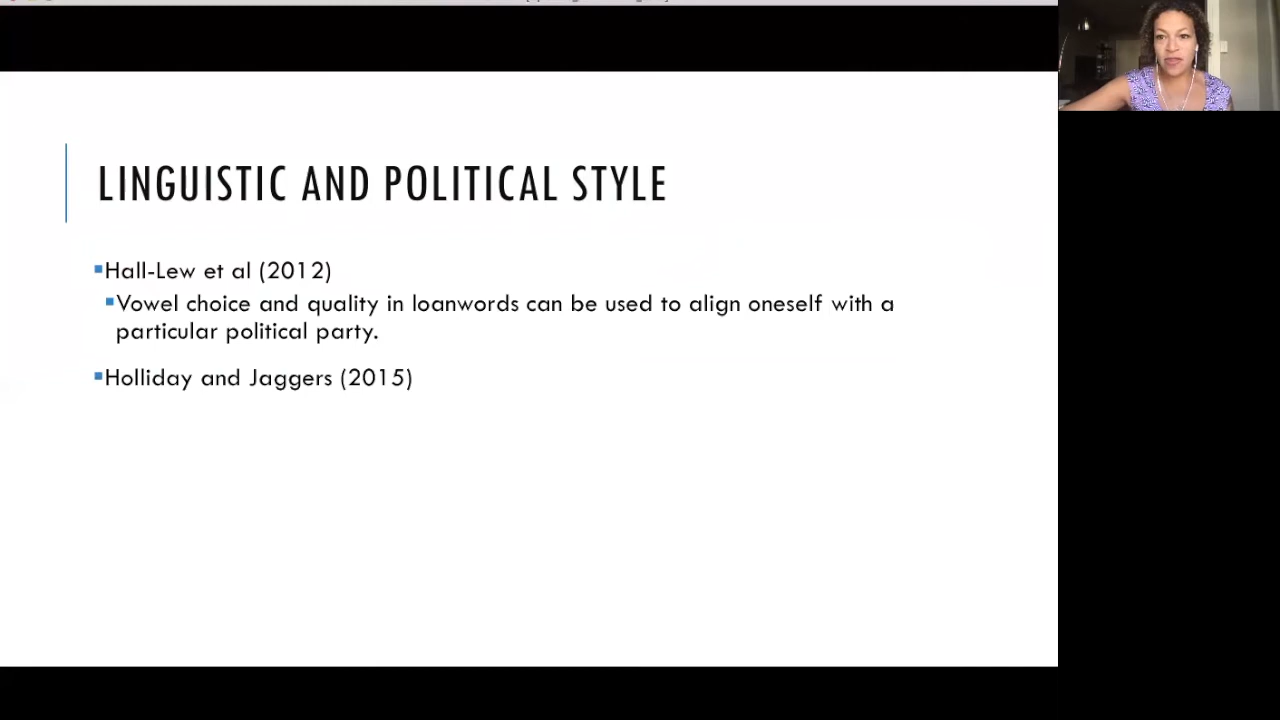 LINGUISTIC AND POLITICAL STYLE
▪Hall-Lew et al (2012)
▪Vowel choice and quality in loanwords can be used to align oneself with a
particular political party.
▪Holliday and Jaggers (2015)